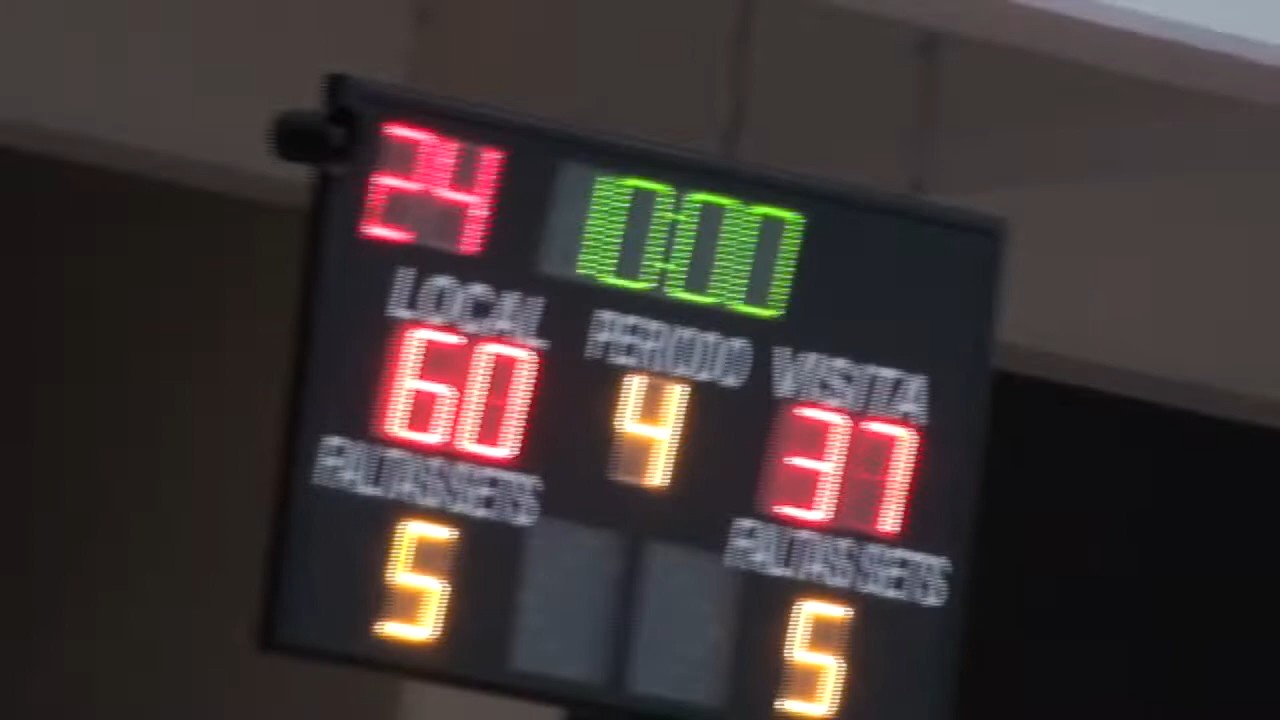 24 0:00
LOCAL PERIODO VISITA
60 4 37
FALTAS SETS FALTAS SETS
5 5